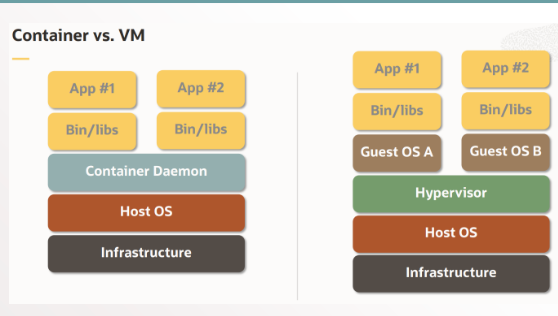 Container vs. VM
App #1
App #2
Bin/libs
Bin/libs
Container Daemon
Host OS
Infrastructure
App #1
App #2
Bin/libs
Bin/libs
Guest OS A
Guest OS B
Hypervisor
Host OS
Infrastructure